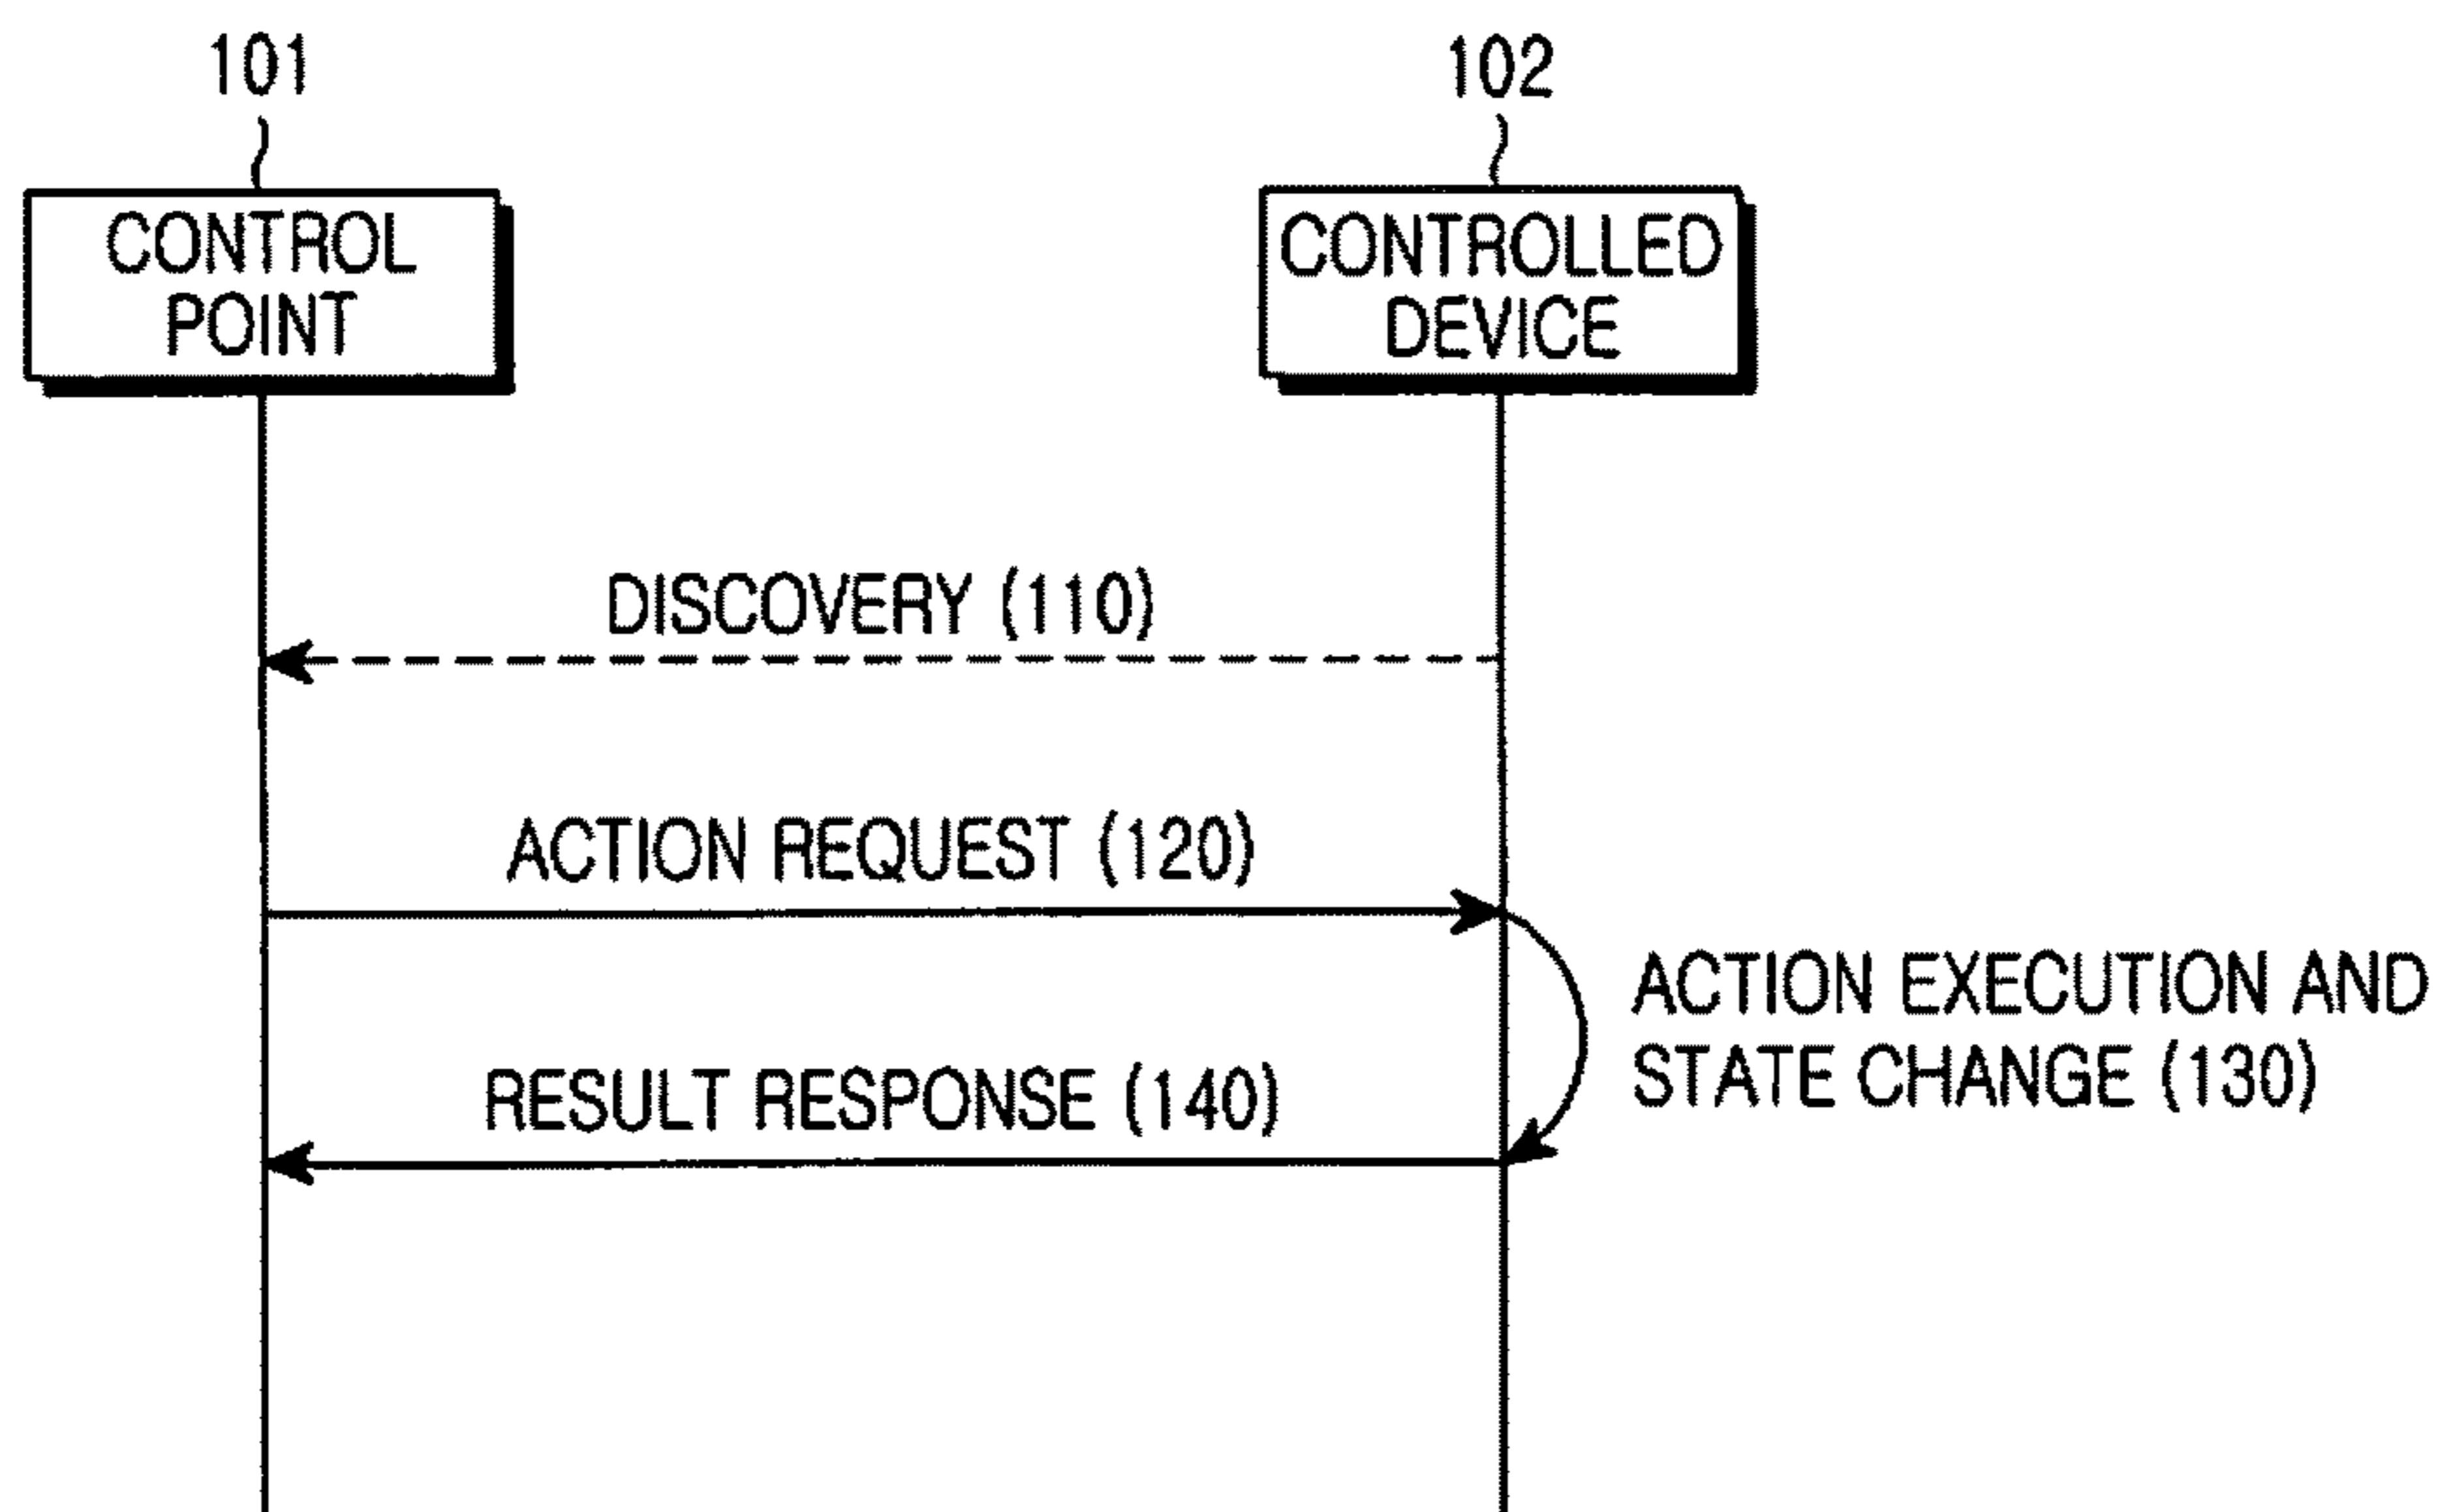 101
102
CONTROL
POINT
CONTROLLED
DEVICE
DISCOVERY (110)
ACTION REQUEST (120)
ACTION EXECUTION AND
STATE CHANGE (130)
RESULT RESPONSE (140)